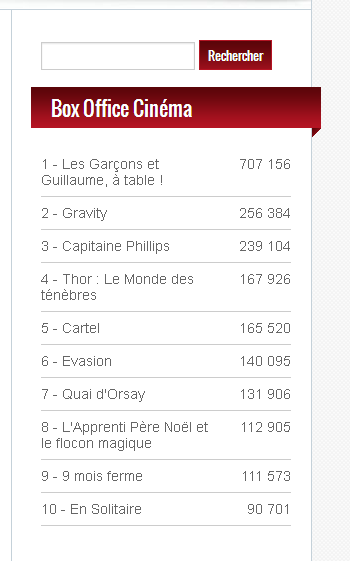 Rechercher
Box Office Cinéma
1 - Les Garçons et 707 156
Guillaume, à table !
2 - Gravity 256 384
3 - Capitaine Phillips 239 104
4 - Thor : Le Monde des 167 926
ténèbres
5 - Cartel 165 520
6 - Evasion 140 095
7 - Quai d'Orsay 131 906
8 - L'Apprenti Père Noël et 112 905
le flocon magique
9 - 9 mois ferme 111 573
10 - En Solitaire 90 701